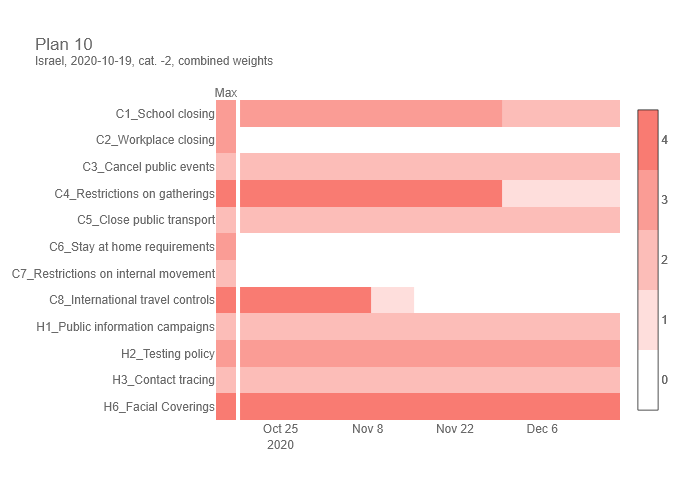 Plan 10
Israel, 2020-10-19, cat. -2, combined weights
Max
C1_School closing
C2_Workplace closing
C3_Cancel public events
C4_Restrictions on gatherings
C5_Close public transport
C6_Stay at home requirements
C7_Restrictions on internal movement
C8_International travel controls
H1_Public information campaigns
H2_Testing policy
H3_Contact tracing
H6_Facial Coverings
Oct 25 Nov 8 Nov 22 Dec 6
2020
4
3
2
1
0